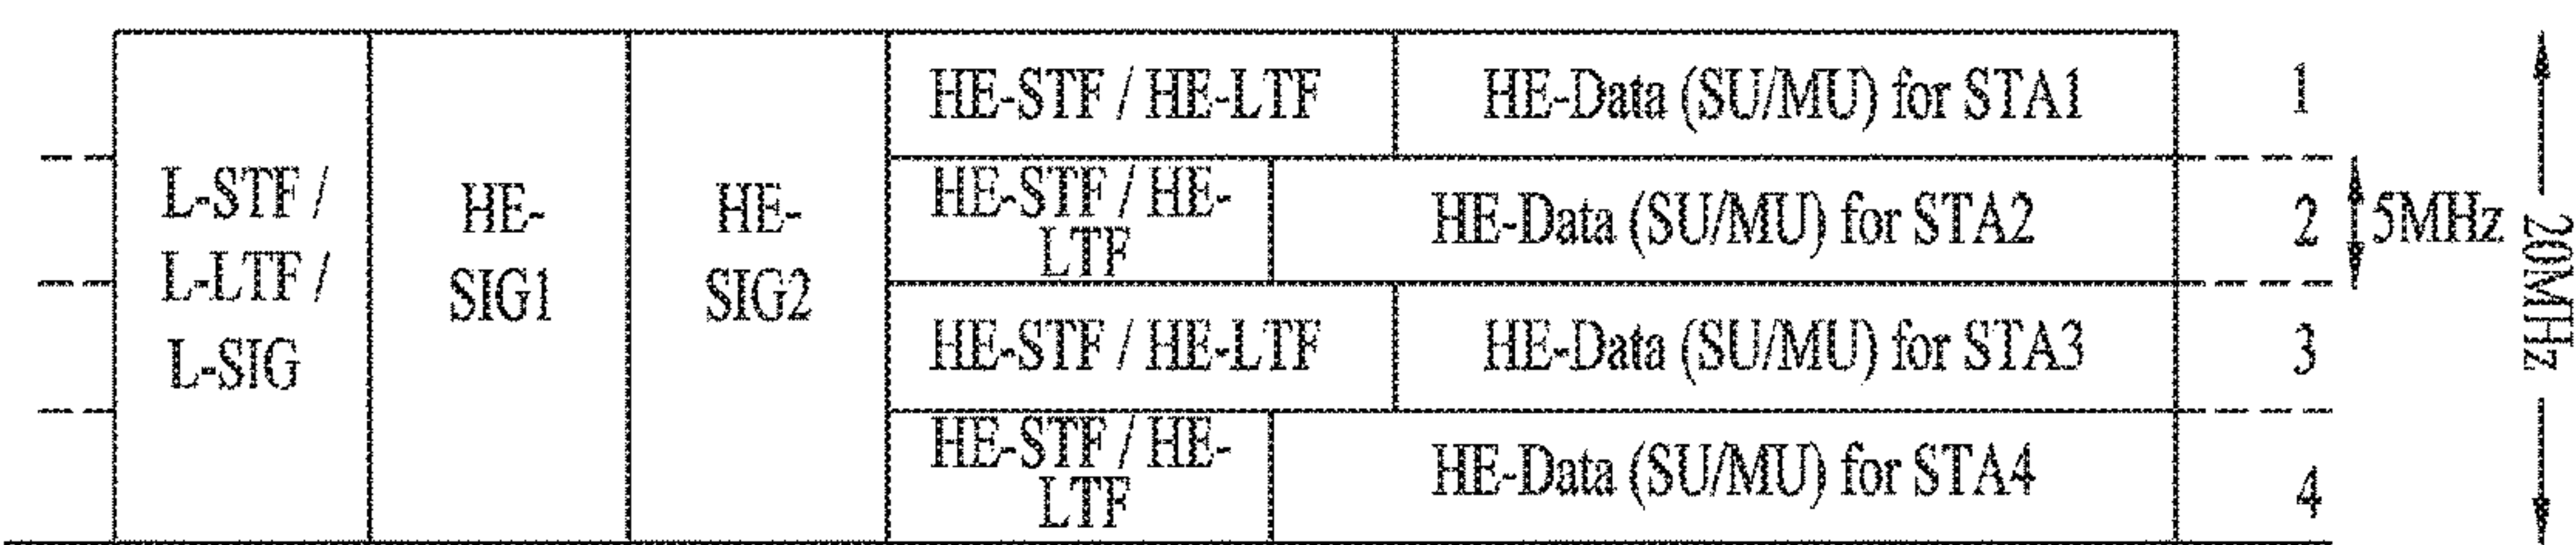 L-STF /
L-LTF /
L-SIG
HE-
SIG1
HE-
SIG2
HE-STF / HE-LTF
HE-Data (SU/MU) for STA1
1
HE-STF / HE-
LTF
HE-Data (SU/MU) for STA2
2
5MHz
HE-STF / HE-LTF
HE-Data (SU/MU) for STA3
3
HE-STF / HE-
LTF
HE-Data (SU/MU) for STA4
4
20MHz